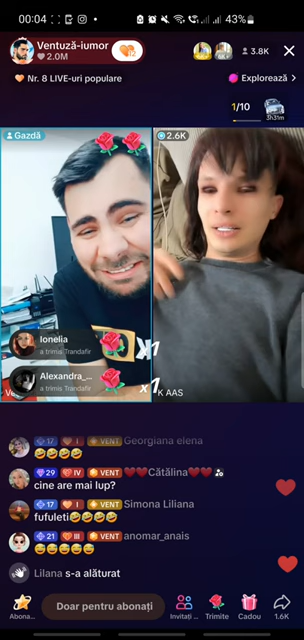 00:04
43%
Ventuză-iumor
2.0M
3.8K
Nr. 8 LIVE-uri populare
Explorează >
1/10
3h31m
Gazdă
2.6K
Ionelia
a trimis Trandafir
x1
Alexandra_...
a trimis Trandafir
x1
K AAS
17 I VENT Georgiana elena
🤣🤣🤣🤣
29 IV VENT ❤️❤️Cătălina❤️❤️
cine are mai lup?
17 I VENT Simona Liliana
fufuleti🤣🤣🤣🤣
21 III VENT anomar_anais
😂😂😂😂😂
Lilana s-a alăturat
Abona...
Doar pentru abonați
Invitați ...
Trimite
Cadou
1.6K